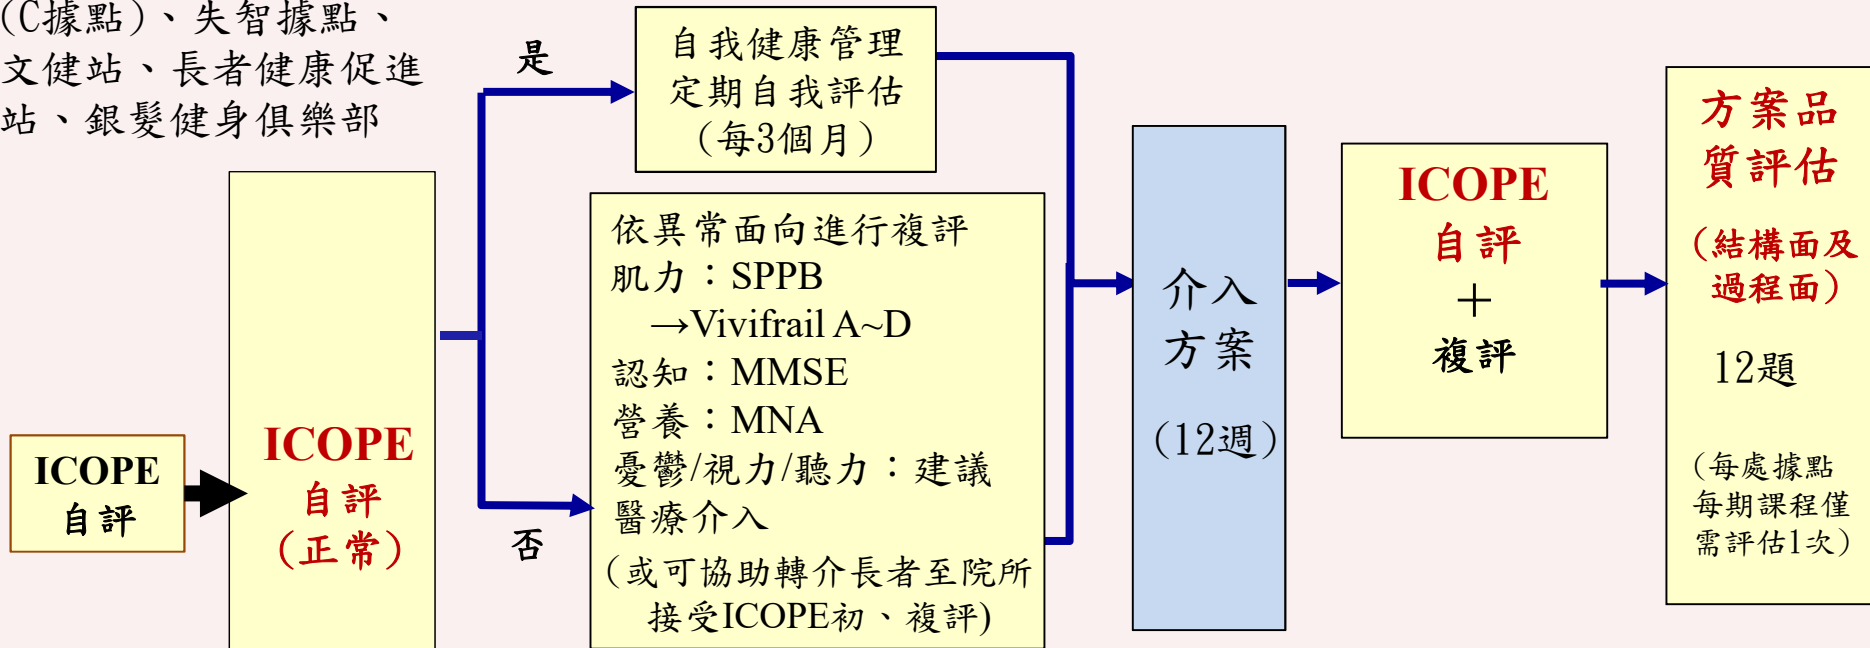 (C據點)、失智據點、
文健站、長者健康促進
站、銀髮健身俱樂部
ICOPE
自評
ICOPE
自評
(正常)
是
否
自我健康管理
定期自我評估
(每3個月)
依異常面向進行複評
肌力：SPPB
→Vivifrail A~D
認知：MMSE
營養：MNA
憂鬱/視力/聽力：建議
醫療介入
(或可協助轉介長者至院所
接受ICOPE初、複評)
介入
方案
(12週)
ICOPE
自評
＋
複評
方案品
質評估
(結構面及
過程面)
12題
(每處據點
每期課程僅
需評估1次)